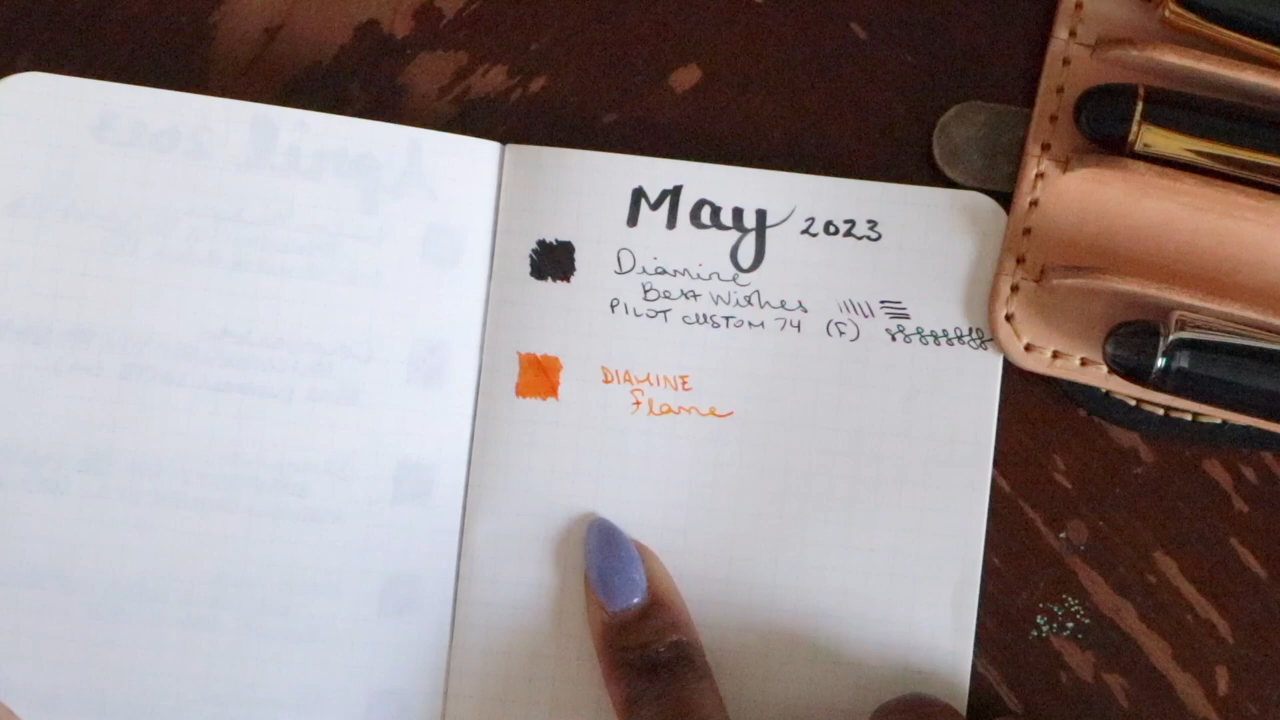 May 2023
Diamine
Best Wishes
PILOT CUSTOM 74 (F)
DIAMINE
flame